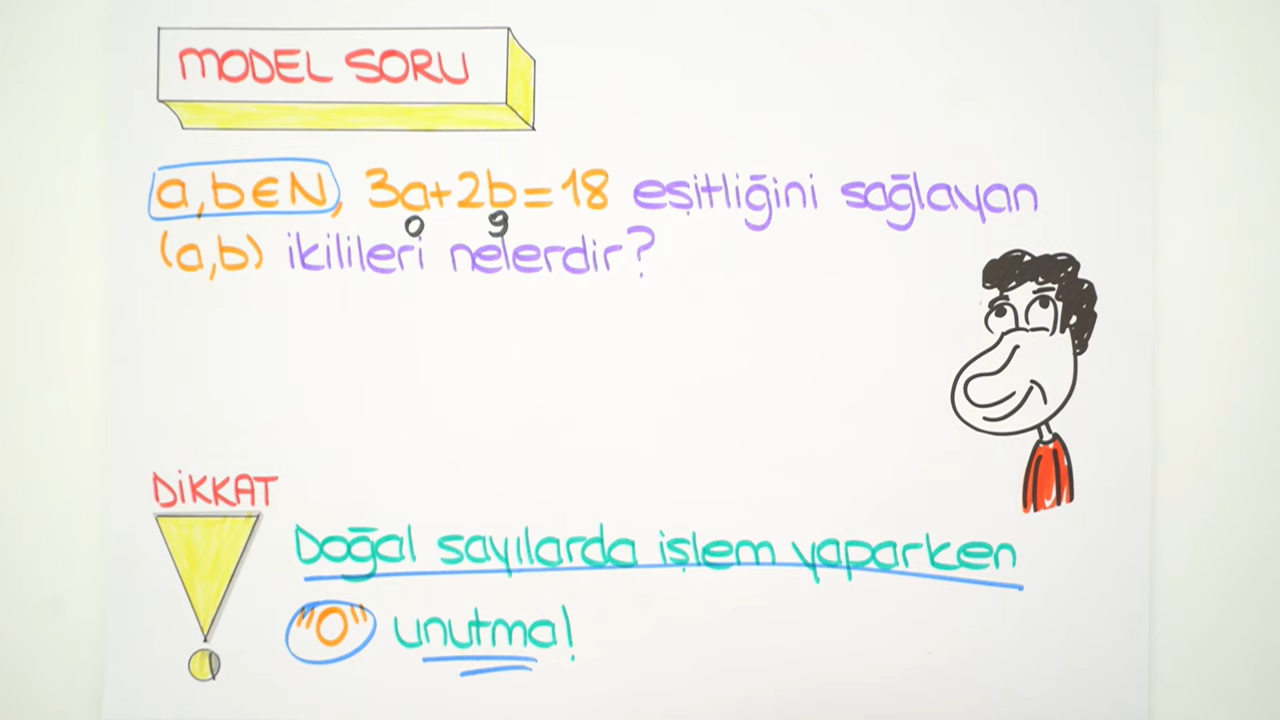 MODEL SORU
a,b∈N, 3a+2b=18 eşitliğini sağlayan
0 9
(a,b) ikilileri nelerdir?
DİKKAT
Doğal sayılarda işlem yaparken
"0" unutma!